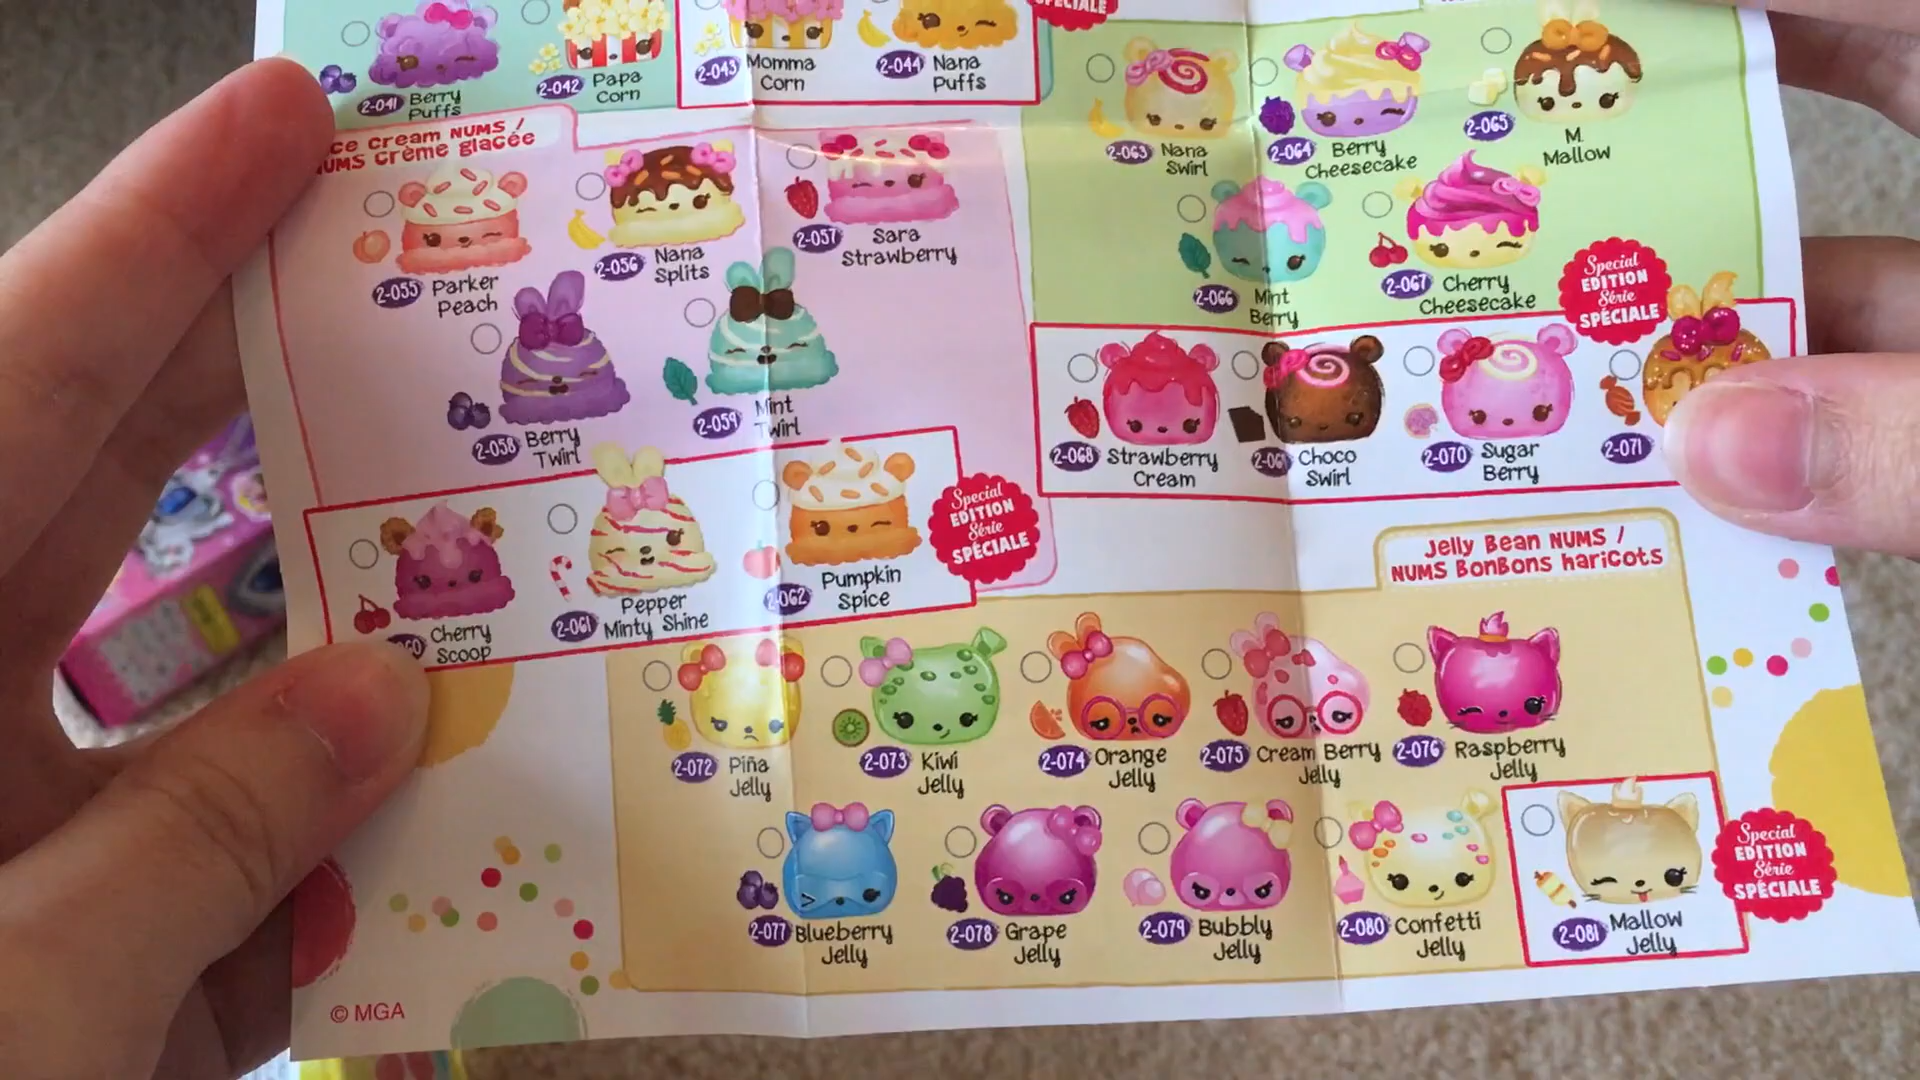 SPÉCIALE
2-041 Berry
Puffs
2-042 Papa
Corn
2-043 Momma
Corn
2-044 Nana
Puffs
ce cream NUMS /
NUMS crème glacée
2-055 Parker
Peach
2-056 Nana
Splits
2-057 Sara
Strawberry
2-058 Berry
Twirl
2-059 Mint
Twirl
Cherry
Scoop
2-061 Pepper
Minty Shine
2-062 Pumpkin
Spice
Special
EDITION
Série
SPÉCIALE
2-063 Nana
Swirl
2-064 Berry
Cheesecake
2-065 M.
Mallow
2-066 Mint
Berry
2-067 Cherry
Cheesecake
Special
EDITION
Série
SPÉCIALE
2-068 Strawberry
Cream
Choco
Swirl
2-070 Sugar
Berry
2-071
Jelly Bean NUMS /
NUMS BonBons haricots
2-072 Piña
Jelly
2-073 Kiwi
Jelly
2-074 Orange
Jelly
2-075 Cream Berry
Jelly
2-076 Raspberry
Jelly
2-077 Blueberry
Jelly
2-078 Grape
Jelly
2-079 Bubbly
Jelly
2-080 Confetti
Jelly
2-081 Mallow
Jelly
Special
EDITION
Série
SPÉCIALE
© MGA